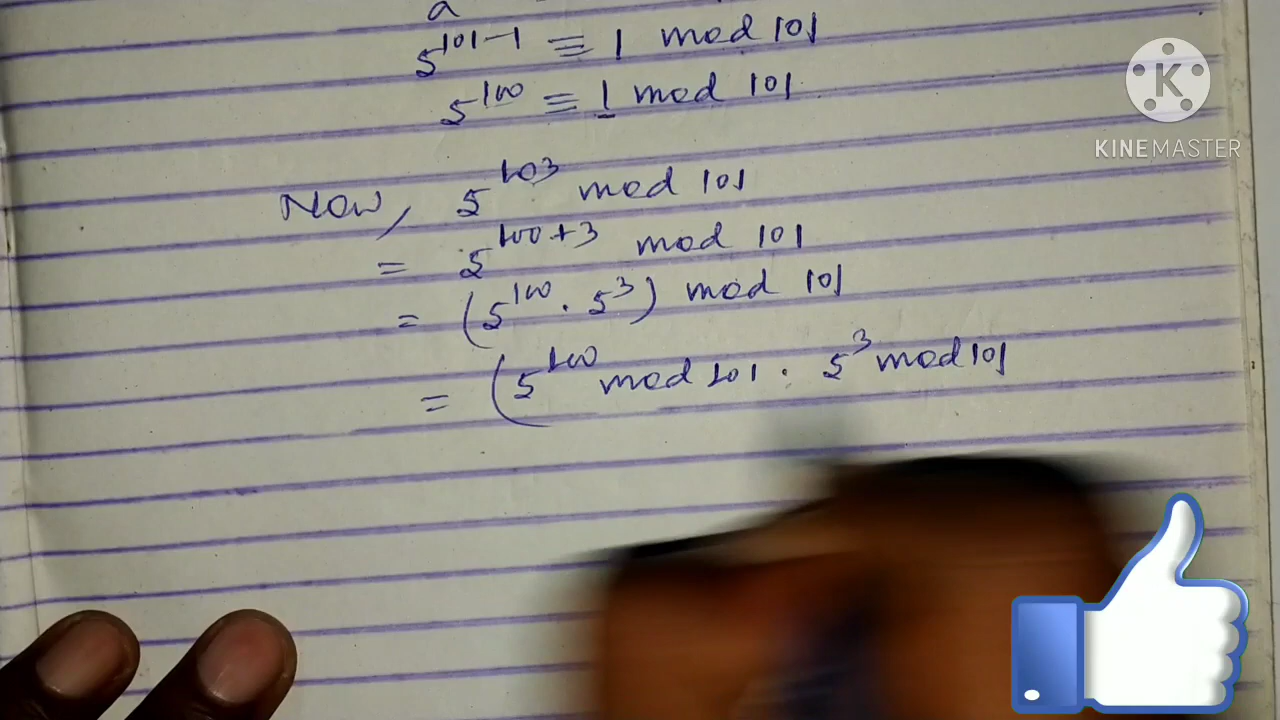 a
5^101-1 ≡ 1 mod 101
5^100 ≡ 1 mod 101
Now, 5^103 mod 101
= 5^100+3 mod 101
= (5^100 . 5^3) mod 101
= (5^100 mod 101 . 5^3 mod 101
K
KINEMASTER